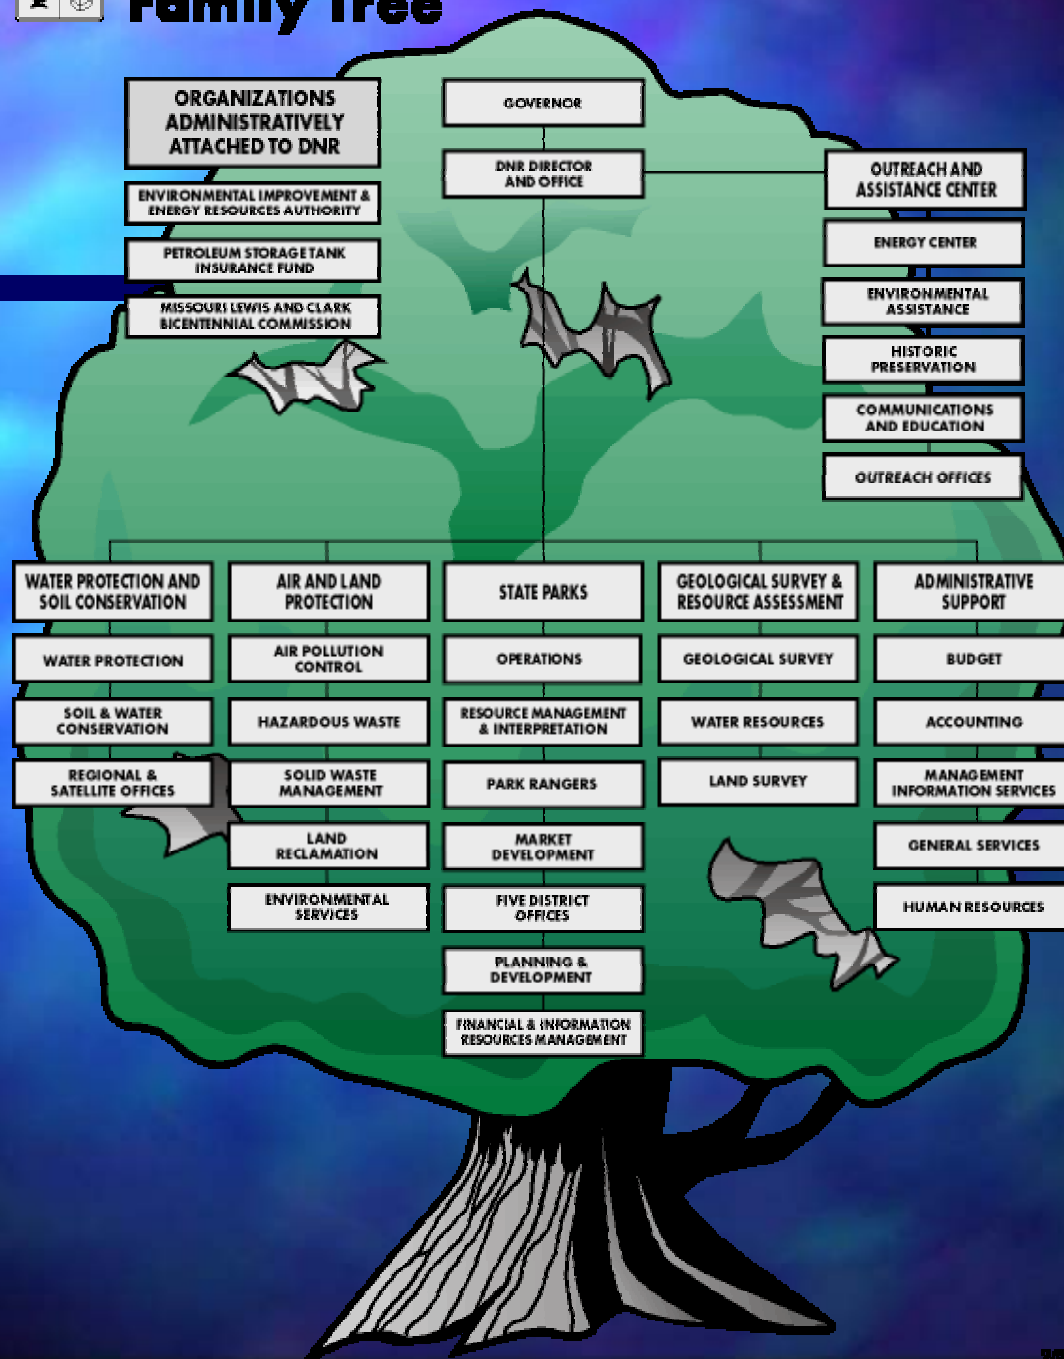 Family Tree
ORGANIZATIONS
ADMINISTRATIVELY
ATTACHED TO DNR
ENVIRONMENTAL IMPROVEMENT &
ENERGY RESOURCES AUTHORITY
PETROLEUM STORAGE TANK
INSURANCE FUND
MISSOURI LEWIS AND CLARK
BICENTENNIAL COMMISSION
GOVERNOR
DNR DIRECTOR
AND OFFICE
OUTREACH AND
ASSISTANCE CENTER
ENERGY CENTER
ENVIRONMENTAL
ASSISTANCE
HISTORIC
PRESERVATION
COMMUNICATIONS
AND EDUCATION
OUTREACH OFFICES
WATER PROTECTION AND
SOIL CONSERVATION
WATER PROTECTION
SOIL & WATER
CONSERVATION
REGIONAL &
SATELLITE OFFICES
AIR AND LAND
PROTECTION
AIR POLLUTION
CONTROL
HAZARDOUS WASTE
SOLID WASTE
MANAGEMENT
LAND
RECLAMATION
ENVIRONMENTAL
SERVICES
STATE PARKS
OPERATIONS
RESOURCE MANAGEMENT
& INTERPRETATION
PARK RANGERS
MARKET
DEVELOPMENT
FIVE DISTRICT
OFFICES
PLANNING &
DEVELOPMENT
FINANCIAL & INFORMATION
RESOURCES MANAGEMENT
GEOLOGICAL SURVEY &
RESOURCE ASSESSMENT
GEOLOGICAL SURVEY
WATER RESOURCES
LAND SURVEY
ADMINISTRATIVE
SUPPORT
BUDGET
ACCOUNTING
MANAGEMENT
INFORMATION SERVICES
GENERAL SERVICES
HUMAN RESOURCES